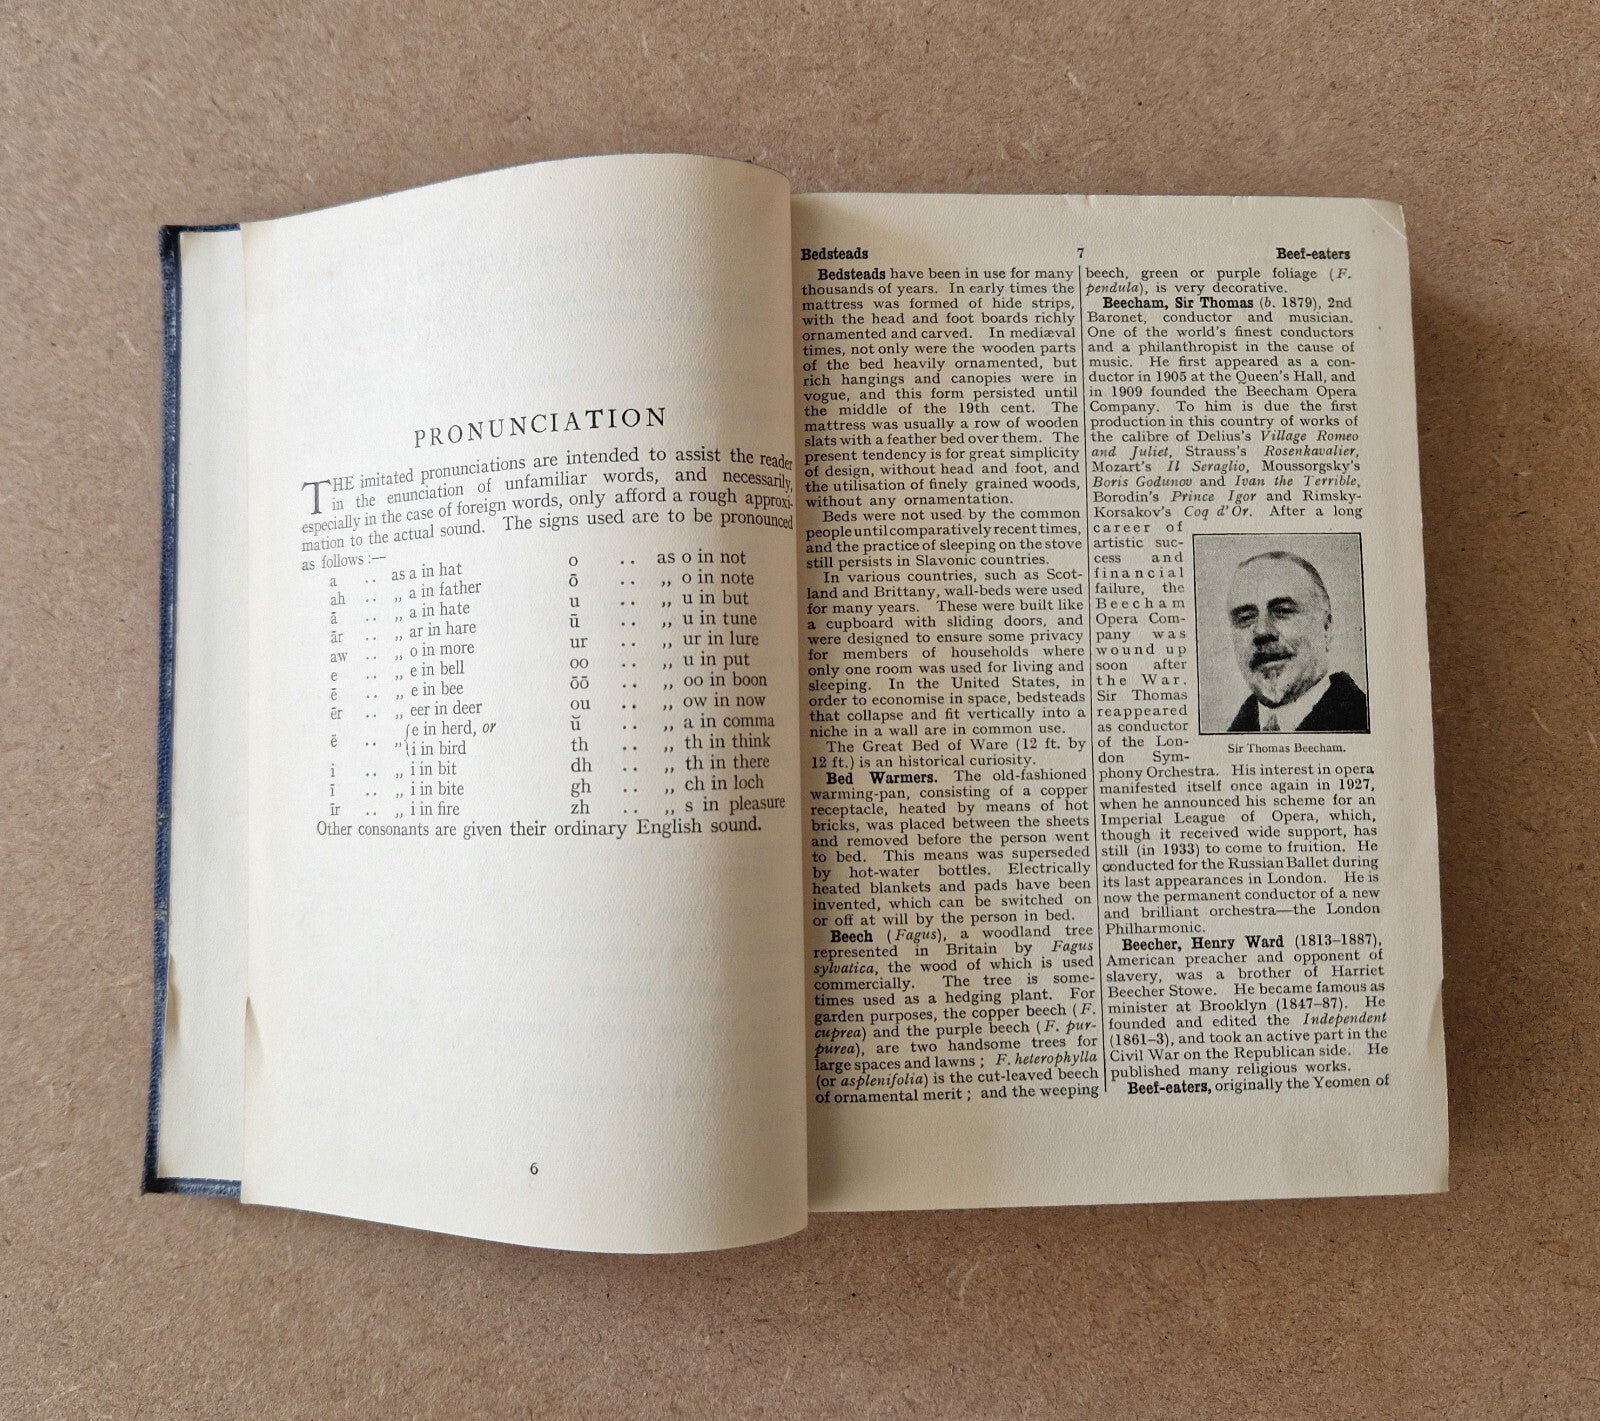 PRONUNCIATION
THE imitated pronunciations are intended to assist the reader
in the enunciation of unfamiliar words, and necessarily,
especially in the case of foreign words, only afford a rough approxi-
mation to the actual sound. The signs used are to be pronounced
as follows :—
a .. as a in hat
ah .. „ a in father
ā .. „ a in hate
ār .. „ ar in hare
aw .. „ o in more
e .. „ e in bell
ē .. „ e in bee
ēr .. „ eer in deer
ë .. „ {e in herd, or
i in bird
i .. „ i in bit
ī .. „ i in bite
īr .. „ i in fire
o .. as o in not
ō .. „ o in note
u .. „ u in but
ū .. „ u in tune
ur .. „ ur in lure
oo .. „ u in put
ōō .. „ oo in boon
ou .. „ ow in now
ŭ .. „ a in comma
th .. „ th in think
dh .. „ th in there
gh .. „ ch in loch
zh .. „ s in pleasure
Other consonants are given their ordinary English sound.
6
Bedsteads 7 Beef-eaters
Bedsteads have been in use for many
thousands of years. In early times the
mattress was formed of hide strips,
with the head and foot boards richly
ornamented and carved. In mediæval
times, not only were the wooden parts
of the bed heavily ornamented, but
rich hangings and canopies were in
vogue, and this form persisted until
the middle of the 19th cent. The
mattress was usually a row of wooden
slats with a feather bed over them. The
present tendency is for great simplicity
of design, without head and foot, and
the utilisation of finely grained woods,
without any ornamentation.
Beds were not used by the common
people until comparatively recent times,
and the practice of sleeping on the stove
still persists in Slavonic countries.
In various countries, such as Scot-
land and Brittany, wall-beds were used
for many years. These were built like
a cupboard with sliding doors, and
were designed to ensure some privacy
for members of households where
only one room was used for living and
sleeping. In the United States, in
order to economise in space, bedsteads
that collapse and fit vertically into a
niche in a wall are in common use.
The Great Bed of Ware (12 ft. by
12 ft.) is an historical curiosity.
Bed Warmers. The old-fashioned
warming-pan, consisting of a copper
receptacle, heated by means of hot
bricks, was placed between the sheets
and removed before the person went
to bed. This means was superseded
by hot-water bottles. Electrically
heated blankets and pads have been
invented, which can be switched on
or off at will by the person in bed.
Beech (Fagus), a woodland tree
represented in Britain by Fagus
sylvatica, the wood of which is used
commercially. The tree is some-
times used as a hedging plant. For
garden purposes, the copper beech (F.
cuprea) and the purple beech (F. pur-
purea), are two handsome trees for
large spaces and lawns ; F. heterophylla
(or asplenifolia) is the cut-leaved beech
of ornamental merit ; and the weeping
beech, green or purple foliage (F.
pendula), is very decorative.
Beecham, Sir Thomas (b. 1879), 2nd
Baronet, conductor and musician.
One of the world's finest conductors
and a philanthropist in the cause of
music. He first appeared as a con-
ductor in 1905 at the Queen's Hall, and
in 1909 founded the Beecham Opera
Company. To him is due the first
production in this country of works of
the calibre of Delius's Village Romeo
and Juliet, Strauss's Rosenkavalier,
Mozart's Il Seraglio, Moussorgsky's
Boris Godunov and Ivan the Terrible,
Borodin's Prince Igor and Rimsky-
Korsakov's Coq d'Or. After a long
career of
artistic suc-
cess and
financial
failure, the
Beecham
Opera Com-
pany was
wound up
soon after
the War.
Sir Thomas
reappeared
as conductor
of the Lon-
don Sym-
Sir Thomas Beecham.
phony Orchestra. His interest in opera
manifested itself once again in 1927,
when he announced his scheme for an
Imperial League of Opera, which,
though it received wide support, has
still (in 1933) to come to fruition. He
conducted for the Russian Ballet during
its last appearances in London. He is
now the permanent conductor of a new
and brilliant orchestra—the London
Philharmonic.
Beecher, Henry Ward (1813–1887),
American preacher and opponent of
slavery, was a brother of Harriet
Beecher Stowe. He became famous as
minister at Brooklyn (1847–87). He
founded and edited the Independent
(1861–3), and took an active part in the
Civil War on the Republican side. He
published many religious works.
Beef-eaters, originally the Yeomen of